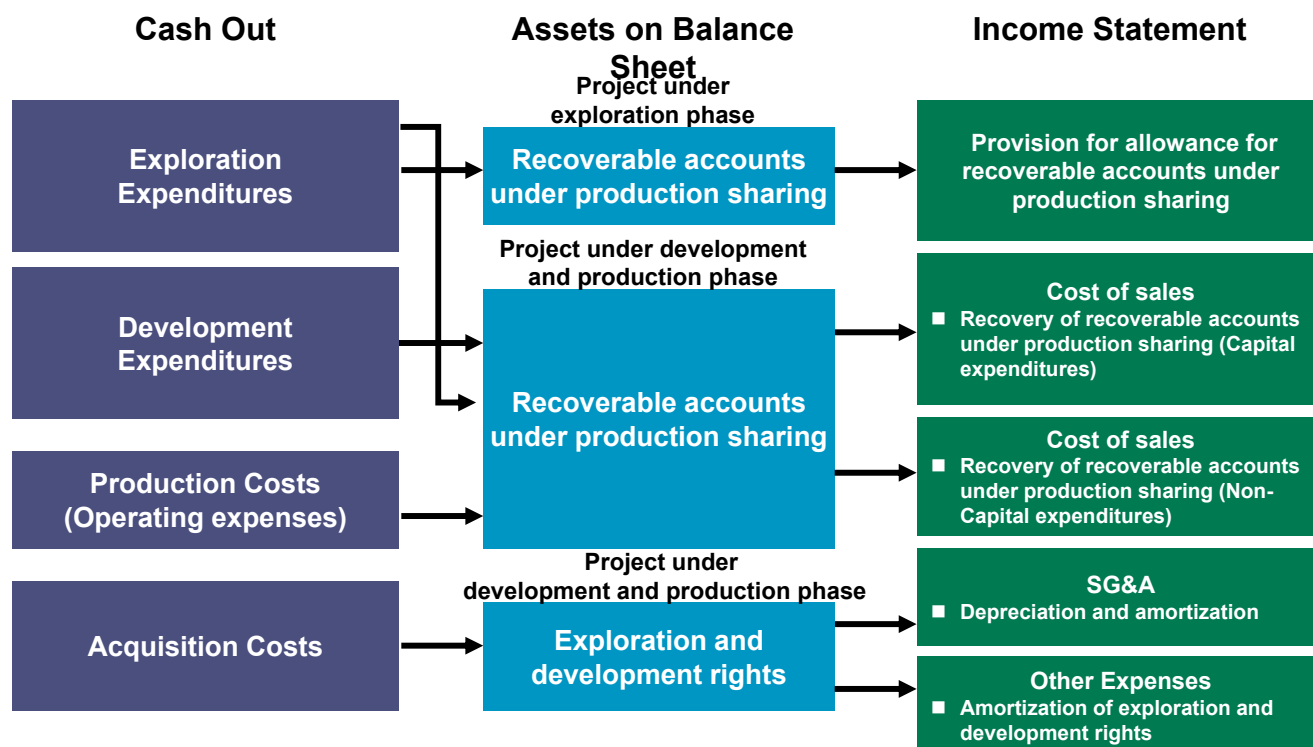 Cash Out
Assets on Balance
Sheet
Income Statement
Exploration
Expenditures
Development
Expenditures
Production Costs
(Operating expenses)
Acquisition Costs
Project under
exploration phase
Recoverable accounts
under production sharing
Project under development
and production phase
Recoverable accounts
under production sharing
Project under
development and production phase
Exploration and
development rights
Provision for allowance for
recoverable accounts under
production sharing
Cost of sales
■ Recovery of recoverable accounts
under production sharing (Capital
expenditures)
Cost of sales
■ Recovery of recoverable accounts
under production sharing (Non-
Capital expenditures)
SG&A
■ Depreciation and amortization
Other Expenses
■ Amortization of exploration and
development rights